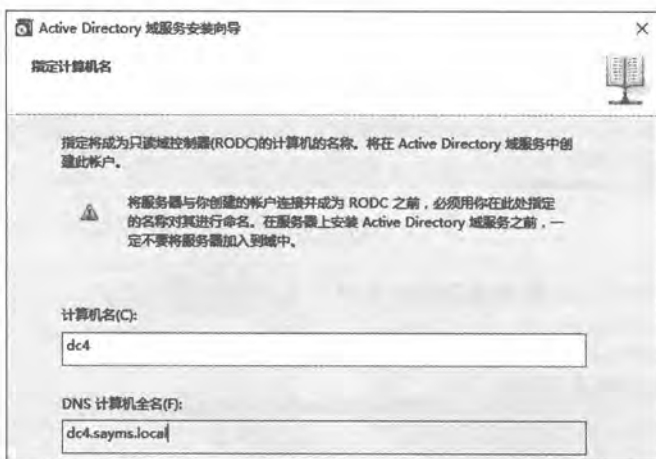 Active Directory 域服务安装向导
指定计算机名
指定将成为只读域控制器(RODC)的计算机的名称。将在 Active Directory 域服务中创
建此帐户。
将服务器与你创建的帐户连接并成为 RODC 之前，必须用你在此处指定
的名称对其进行命名。在服务器上安装 Active Directory 域服务之前，一
定不要将服务器加入到域中。
计算机名(C):
dc4
DNS 计算机全名(F):
dc4.sayms.local